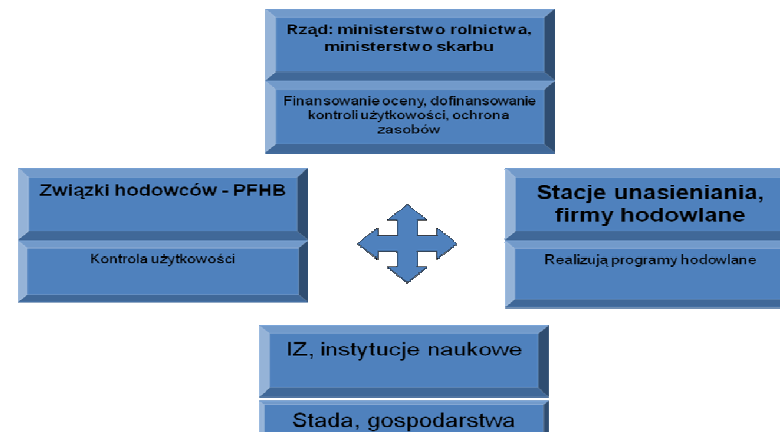 Rząd: ministerstwo rolnictwa,
ministerstwo skarbu
Finansowanie oceny, dofinansowanie
kontroli użytkowości, ochrona
zasobów
Związki hodowców - PFHB
Kontrola użytkowości
Stacje unasieniania,
firmy hodowlane
Realizują programy hodowlane
IZ, instytucje naukowe
Stada, gospodarstwa